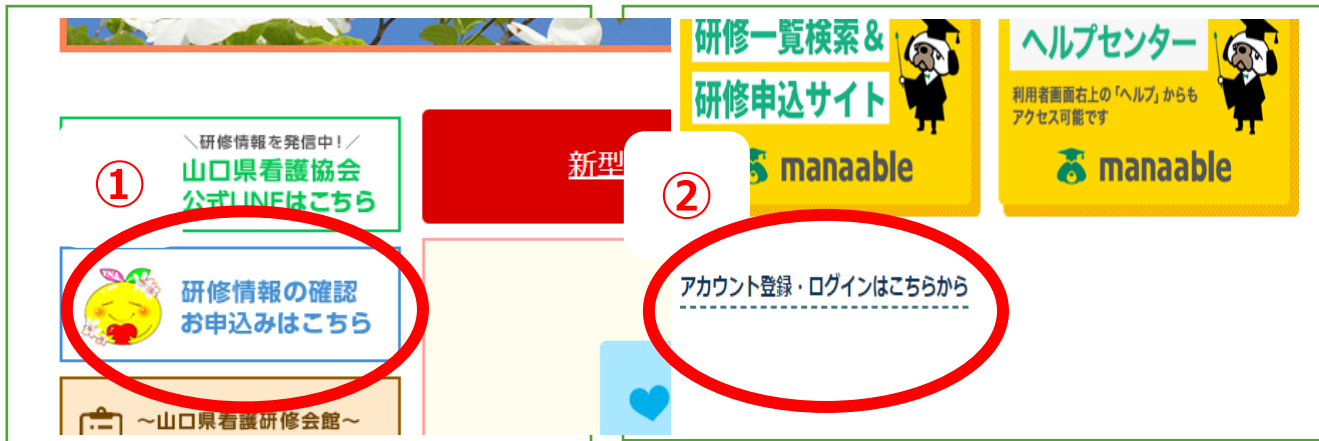 ①
＼研修情報を発信中！／
山口県看護協会
公式LINEはこちら
研修情報の確認
お申込みはこちら
～山口県看護研修会館～
新型
②
研修一覧検索＆
研修申込サイト
manaable
ヘルプセンター
利用者画面右上の「ヘルプ」からも
アクセス可能です
manaable
アカウント登録・ログインはこちらから